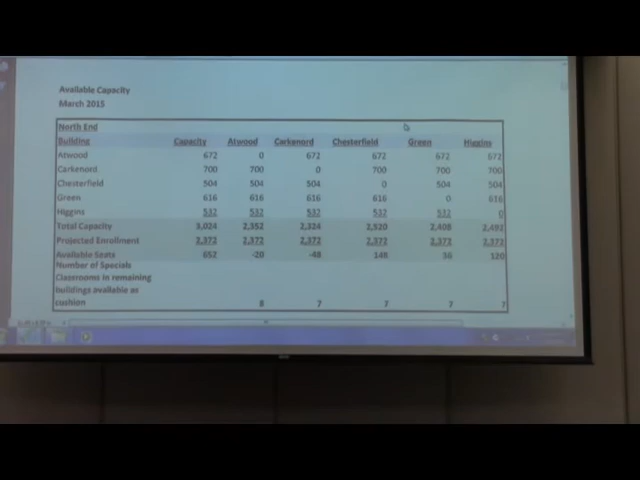 Available Capacity
March 2015
North End
Building Capacity Atwood Carkenord Chesterfield Green Higgins
Atwood 672 0 672 672 672 672
Carkenord 700 700 0 700 700 700
Chesterfield 504 504 504 0 504 504
Green 616 616 616 616 0 616
Higgins 532 532 532 532 532 0
Total Capacity 3,024 2,352 2,324 2,520 2,408 2,492
Projected Enrollment 2,372 2,372 2,372 2,372 2,372 2,372
Available Seats 652 -20 -48 148 36 120
Number of Specials
Classrooms in remaining
buildings available as
cushion 8 7 7 7 7